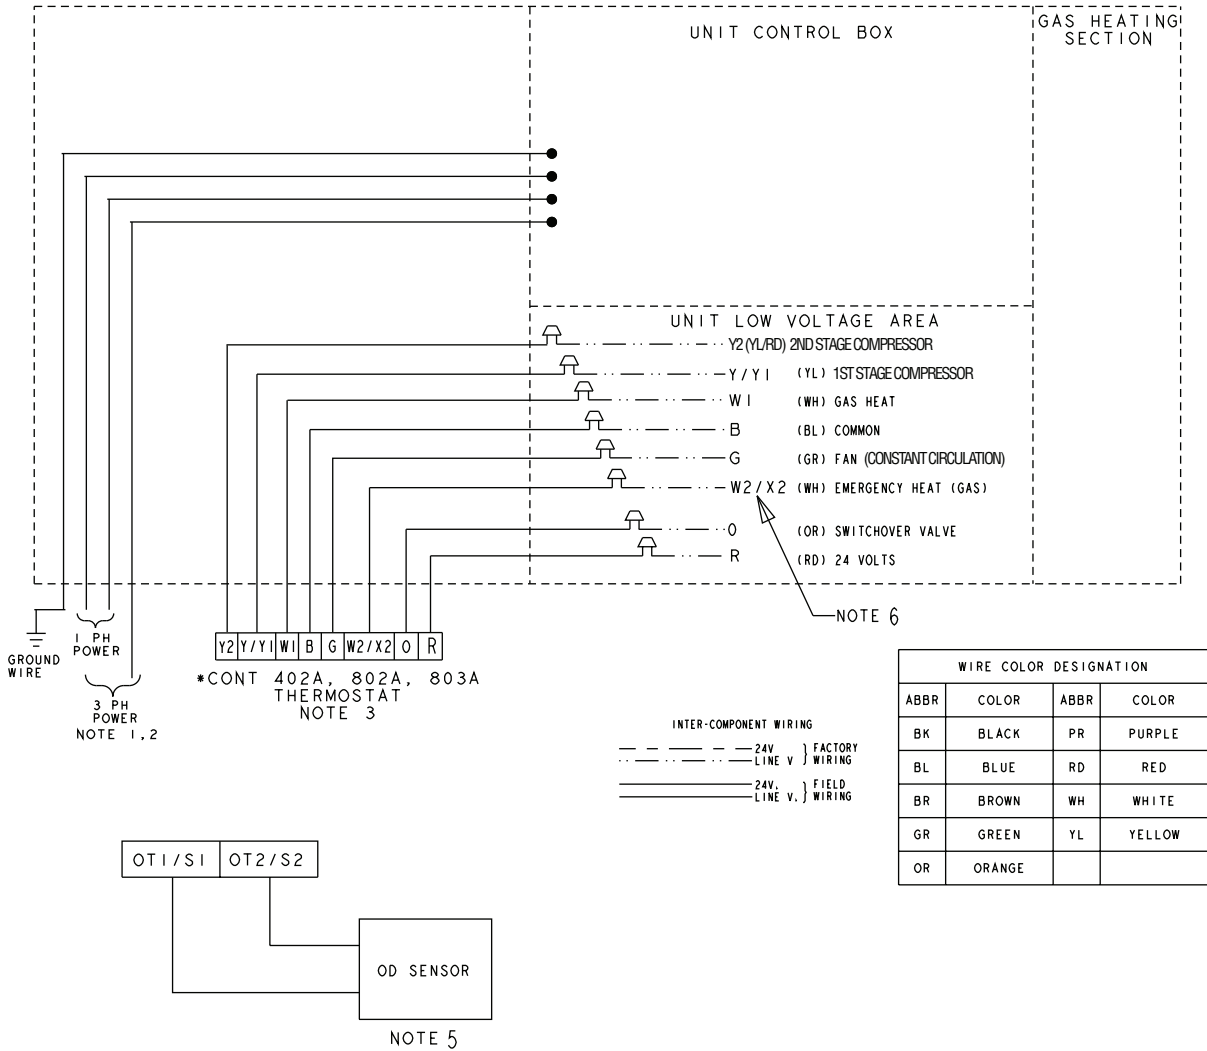 UNIT CONTROL BOX
GAS HEATING
SECTION
UNIT LOW VOLTAGE AREA
Y2 (YL/RD) 2ND STAGE COMPRESSOR
Y/Y1 (YL) 1ST STAGE COMPRESSOR
W1 (WH) GAS HEAT
B (BL) COMMON
G (GR) FAN (CONSTANT CIRCULATION)
W2/X2 (WH) EMERGENCY HEAT (GAS)
O (OR) SWITCHOVER VALVE
R (RD) 24 VOLTS
NOTE 6
GROUND
WIRE
1 PH
POWER
3 PH
POWER
NOTE 1,2
Y2 Y/Y1 W1 B G W2/X2 O R
*CONT 402A, 802A, 803A
THERMOSTAT
NOTE 3
INTER-COMPONENT WIRING
24V
LINE V
FACTORY
WIRING
24V.
LINE V.
FIELD
WIRING
WIRE COLOR DESIGNATION
ABBR COLOR ABBR COLOR
BK BLACK PR PURPLE
BL BLUE RD RED
BR BROWN WH WHITE
GR GREEN YL YELLOW
OR ORANGE
OT1/S1 OT2/S2
OD SENSOR
NOTE 5